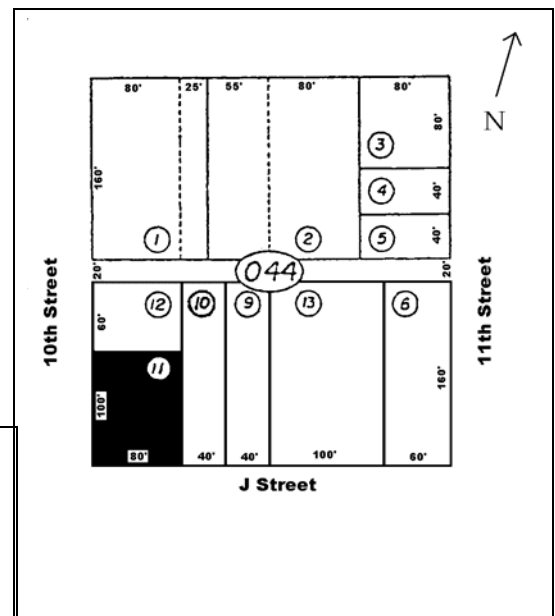 80' 25' 55' 80' 80'
N
80'
3
160'
4 40'
1 2 5 40'
20' 044 20'
10th Street
11th Street
12 10 9 13 6
60'
11
160'
100'
80' 40' 40' 100' 60'
J Street